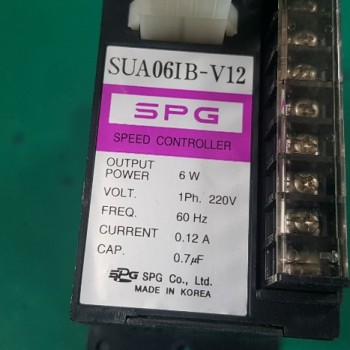 SUA06IB-V12
SPG
SPEED CONTROLLER
OUTPUT POWER 6 W
VOLT. 1Ph. 220V
FREQ. 60 Hz
CURRENT 0.12 A
CAP. 0.7μF
SPG SPG Co., Ltd.
MADE IN KOREA